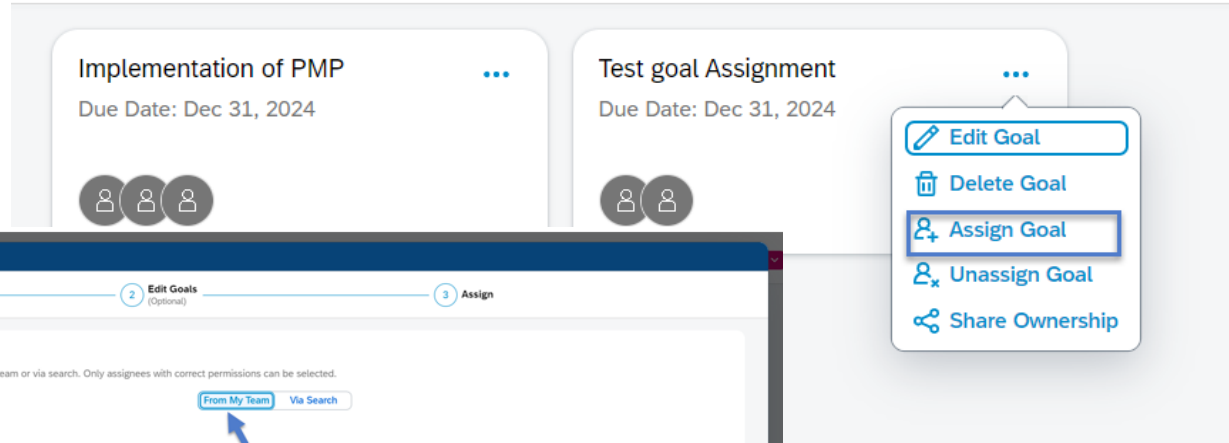 Implementation of PMP
Due Date: Dec 31, 2024
Test goal Assignment
Due Date: Dec 31, 2024
Edit Goal
Delete Goal
Assign Goal
Unassign Goal
Share Ownership
2 Edit Goals
(Optional)
3 Assign
eam or via search. Only assignees with correct permissions can be selected.
From My Team Via Search